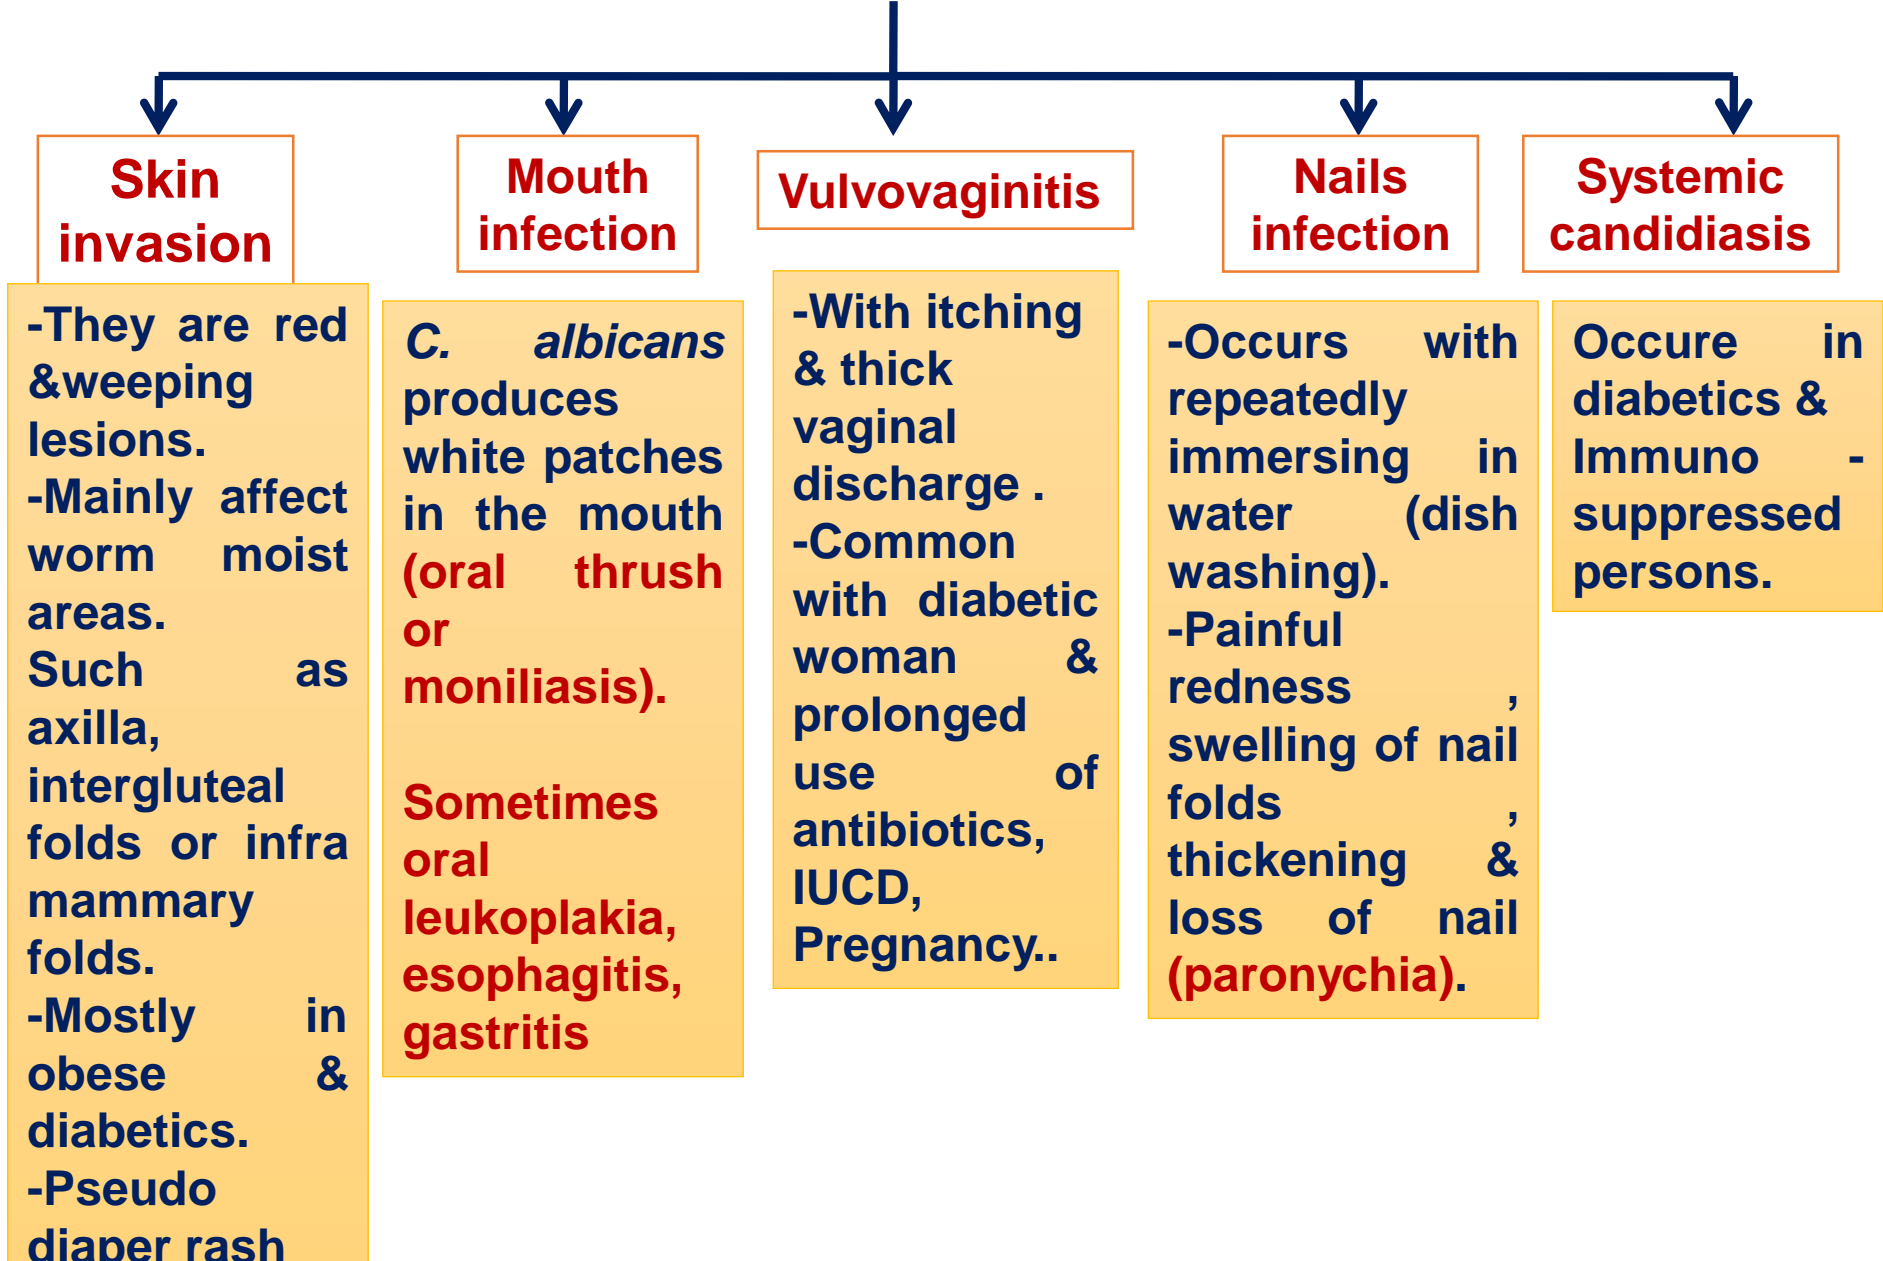 Skin
invasion
-They are red
&weeping
lesions.
-Mainly affect
worm moist
areas.
Such as
axilla,
intergluteal
folds or infra
mammary
folds.
-Mostly in
obese &
diabetics.
-Pseudo
diaper rash
Mouth
infection
C. albicans
produces
white patches
in the mouth
(oral thrush
or
moniliasis).
Sometimes
oral
leukoplakia,
esophagitis,
gastritis
Vulvovaginitis
-With itching
& thick
vaginal
discharge .
-Common
with diabetic
woman &
prolonged
use of
antibiotics,
IUCD,
Pregnancy..
Nails
infection
-Occurs with
repeatedly
immersing in
water (dish
washing).
-Painful
redness ,
swelling of nail
folds ,
thickening &
loss of nail
(paronychia).
Systemic
candidiasis
Occure in
diabetics &
Immuno -
suppressed
persons.